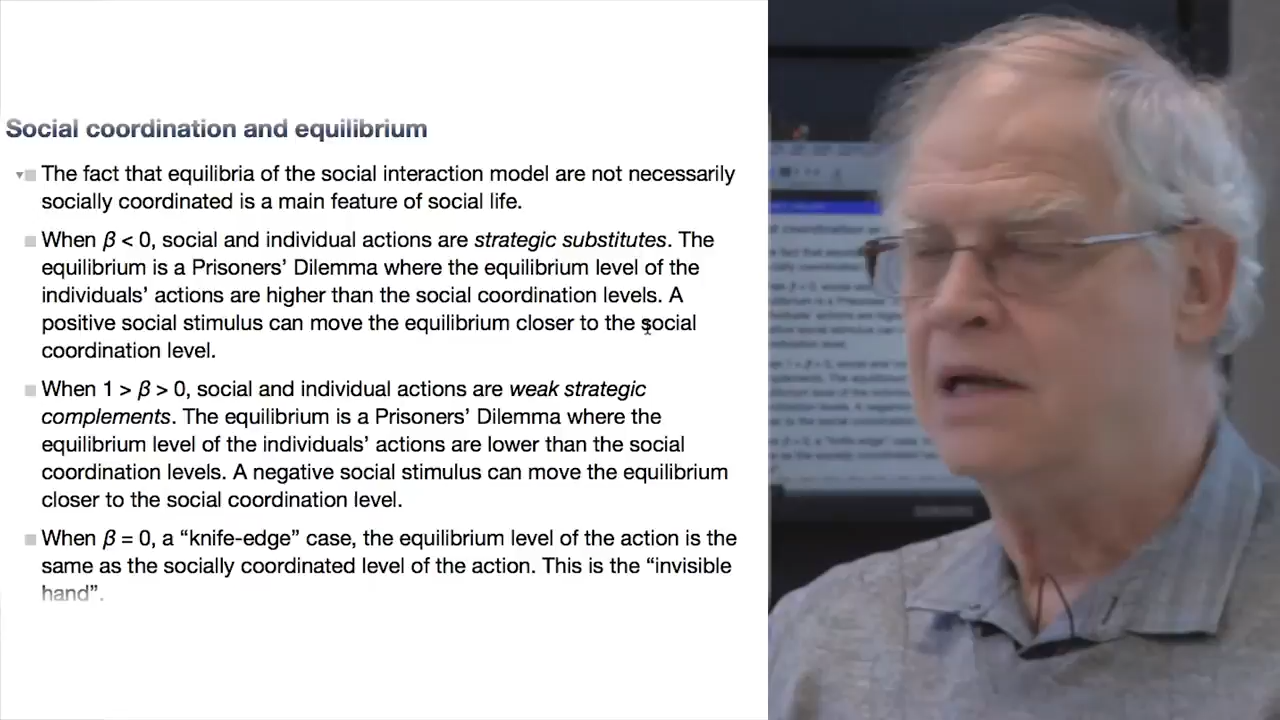 Social coordination and equilibrium
The fact that equilibria of the social interaction model are not necessarily
socially coordinated is a main feature of social life.
When β < 0, social and individual actions are strategic substitutes. The
equilibrium is a Prisoners’ Dilemma where the equilibrium level of the
individuals’ actions are higher than the social coordination levels. A
positive social stimulus can move the equilibrium closer to the social
coordination level.
When 1 > β > 0, social and individual actions are weak strategic
complements. The equilibrium is a Prisoners’ Dilemma where the
equilibrium level of the individuals’ actions are lower than the social
coordination levels. A negative social stimulus can move the equilibrium
closer to the social coordination level.
When β = 0, a “knife-edge” case, the equilibrium level of the action is the
same as the socially coordinated level of the action. This is the “invisible
hand”.